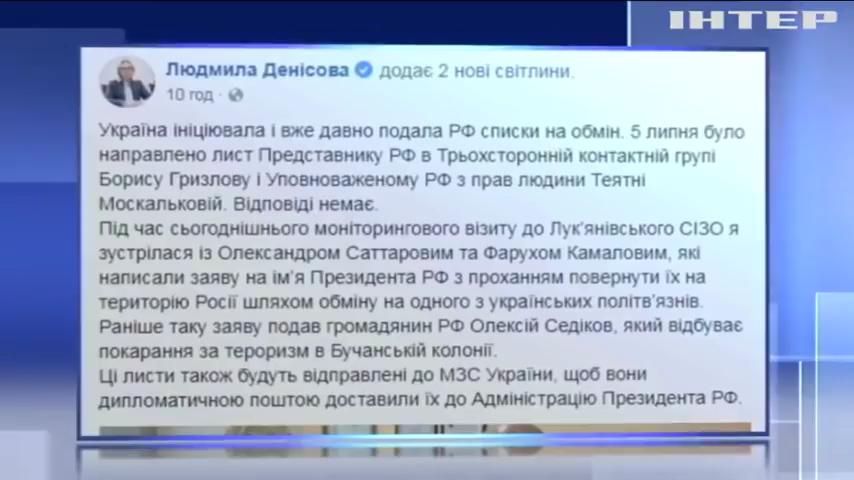 ІНТЕР
Людмила Денісова додає 2 нові світлини.
10 год ·
Україна ініціювала і вже давно подала РФ списки на обмін. 5 липня було
направлено лист Представнику РФ в Трьохсторонній контактній групі
Борису Гризлову і Уповноваженому РФ з прав людини Теятні
Москальковій. Відповіді немає.
Під час сьогоднішнього моніторингового візиту до Лук'янівського СІЗО я
зустрілася із Олександром Саттаровим та Фарухом Камаловим, які
написали заяву на ім'я Президента РФ з проханням повернути їх на
територію Росії шляхом обміну на одного з українських політв'язнів.
Раніше таку заяву подав громадянин РФ Олексій Седіков, який відбуває
покарання за тероризм в Бучанській колонії.
Ці листи також будуть відправлені до МЗС України, щоб вони
дипломатичною поштою доставили їх до Адміністрацію Президента РФ.